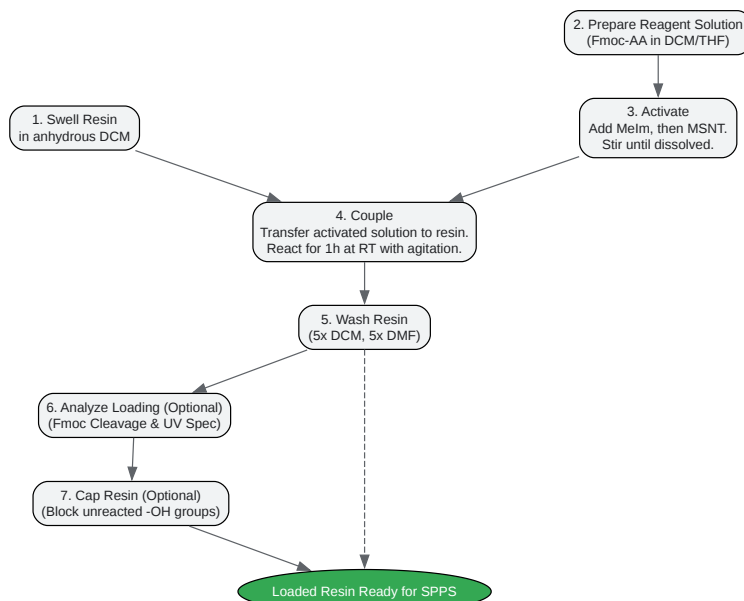 2. Prepare Reagent Solution
(Fmoc-AA in DCM/THF)
1. Swell Resin
in anhydrous DCM
3. Activate
Add MeIm, then MSNT.
Stir until dissolved.
4. Couple
Transfer activated solution to resin.
React for 1h at RT with agitation.
5. Wash Resin
(5x DCM, 5x DMF)
6. Analyze Loading (Optional)
(Fmoc Cleavage & UV Spec)
7. Cap Resin (Optional)
(Block unreacted -OH groups)
Loaded Resin Ready for SPPS